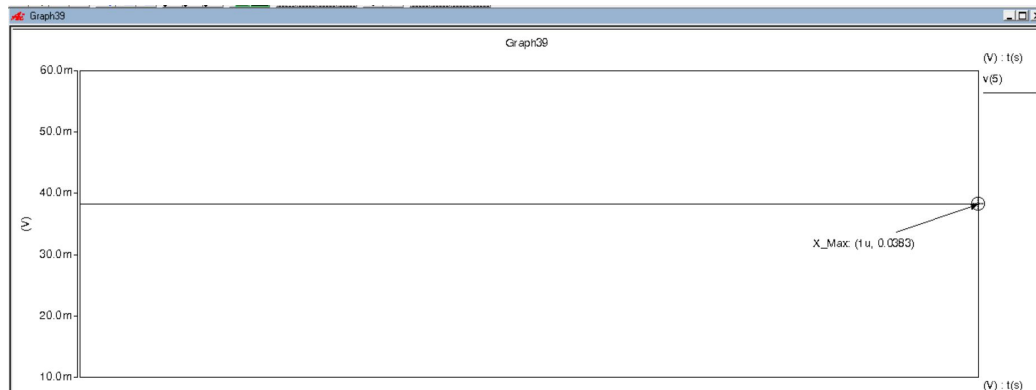 Graph39
Graph39
(V) : t(s)
v(5)
60.0m
50.0m
40.0m
(V)
30.0m
20.0m
10.0m
X_Max: (1u, 0.0383)
(V) : t(s)